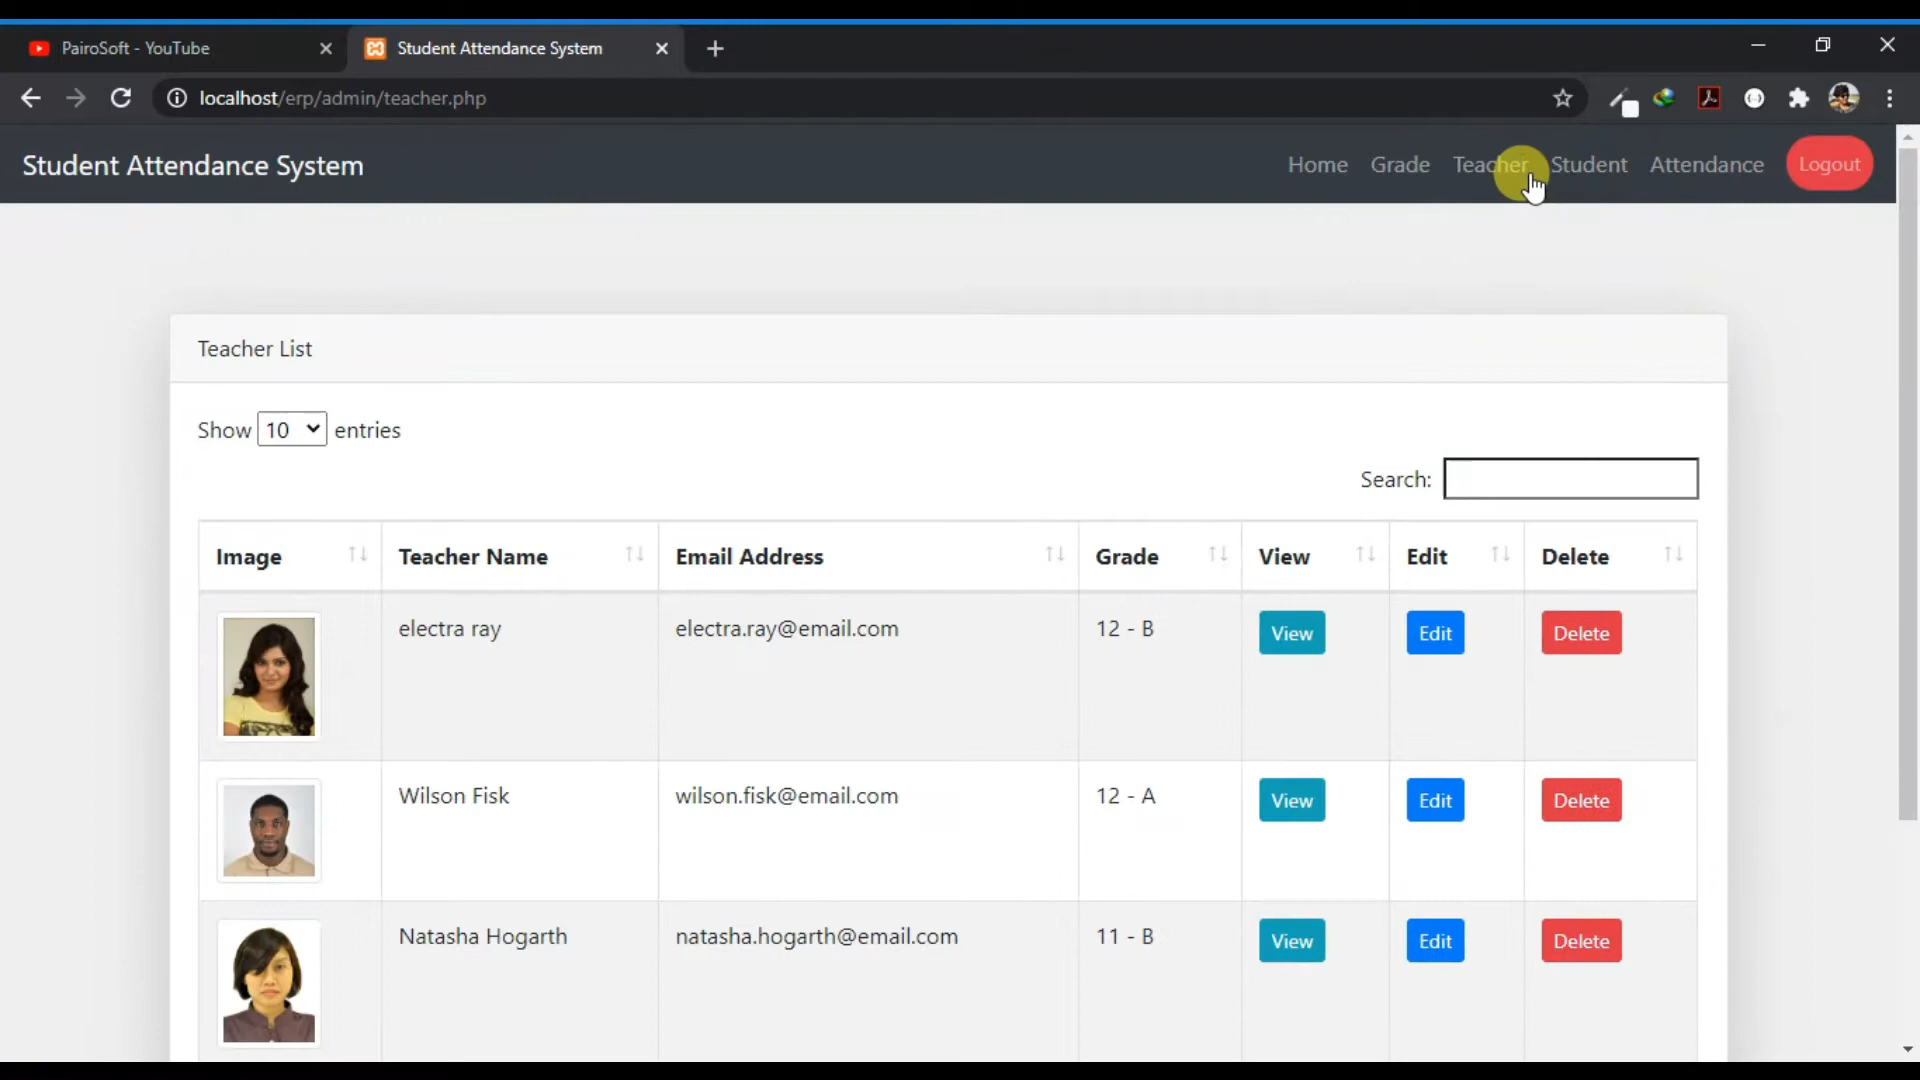 PairoSoft - YouTube
Student Attendance System
localhost/erp/admin/teacher.php
Student Attendance System
Home Grade Teacher Student Attendance Logout
Teacher List
Show 10 entries
Search:
Image Teacher Name Email Address Grade View Edit Delete
electra ray electra.ray@email.com 12 - B View Edit Delete
Wilson Fisk wilson.fisk@email.com 12 - A View Edit Delete
Natasha Hogarth natasha.hogarth@email.com 11 - B View Edit Delete